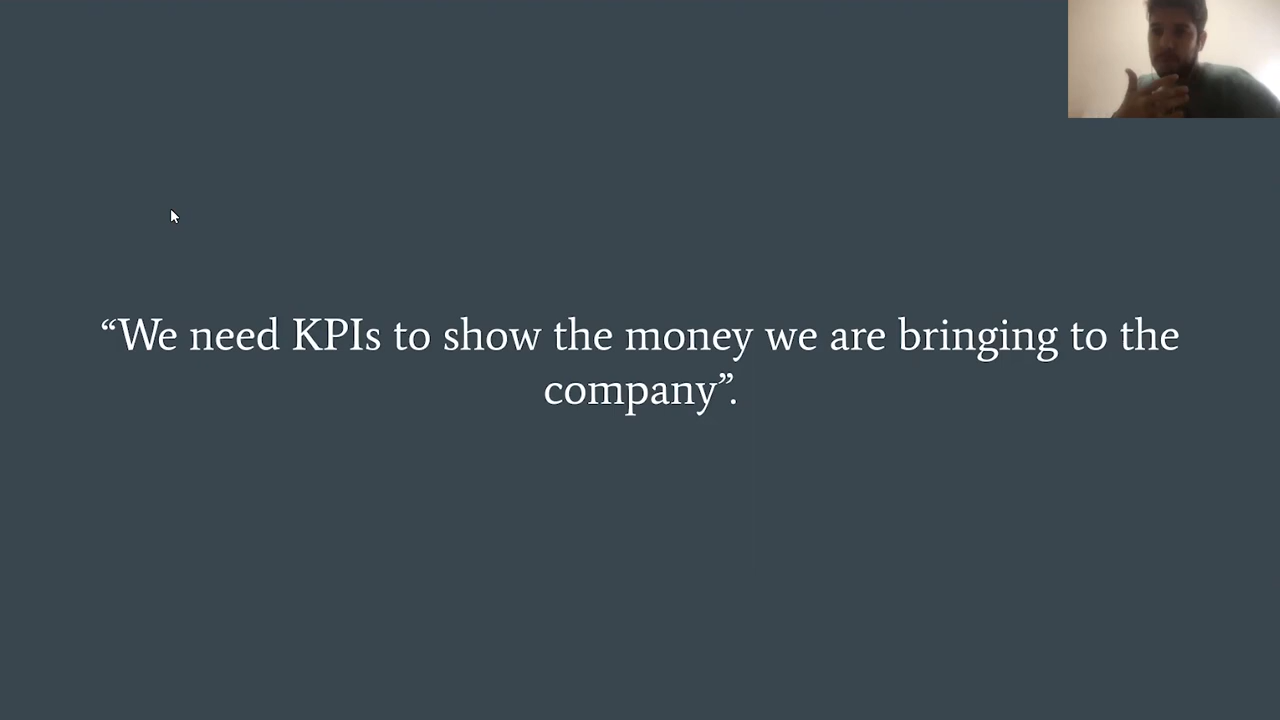 “We need KPIs to show the money we are bringing to the
company”.